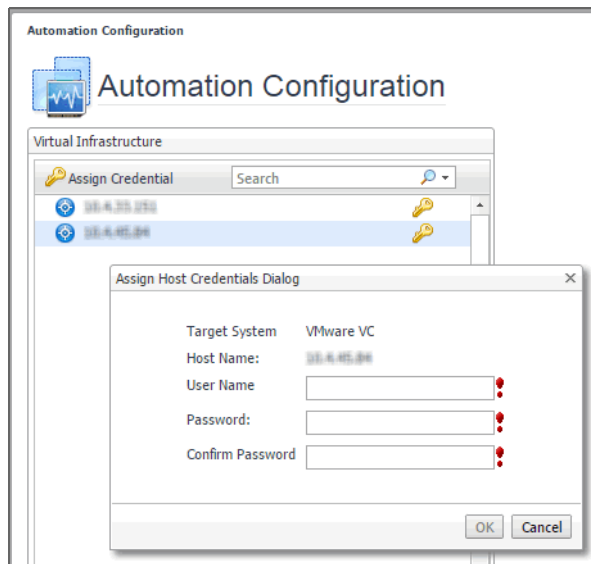 Automation Configuration
Automation Configuration
Virtual Infrastructure
Assign Credential
Search
Assign Host Credentials Dialog
Target System VMware VC
Host Name:
User Name
Password:
Confirm Password
OK Cancel